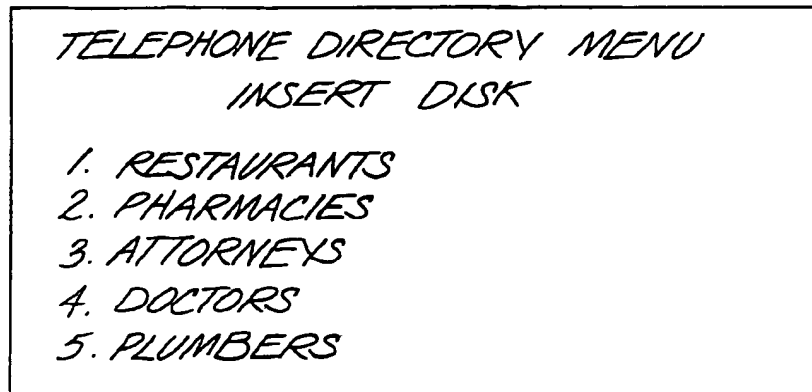 TELEPHONE DIRECTORY MENU
INSERT DISK
1. RESTAURANTS
2. PHARMACIES
3. ATTORNEYS
4. DOCTORS
5. PLUMBERS